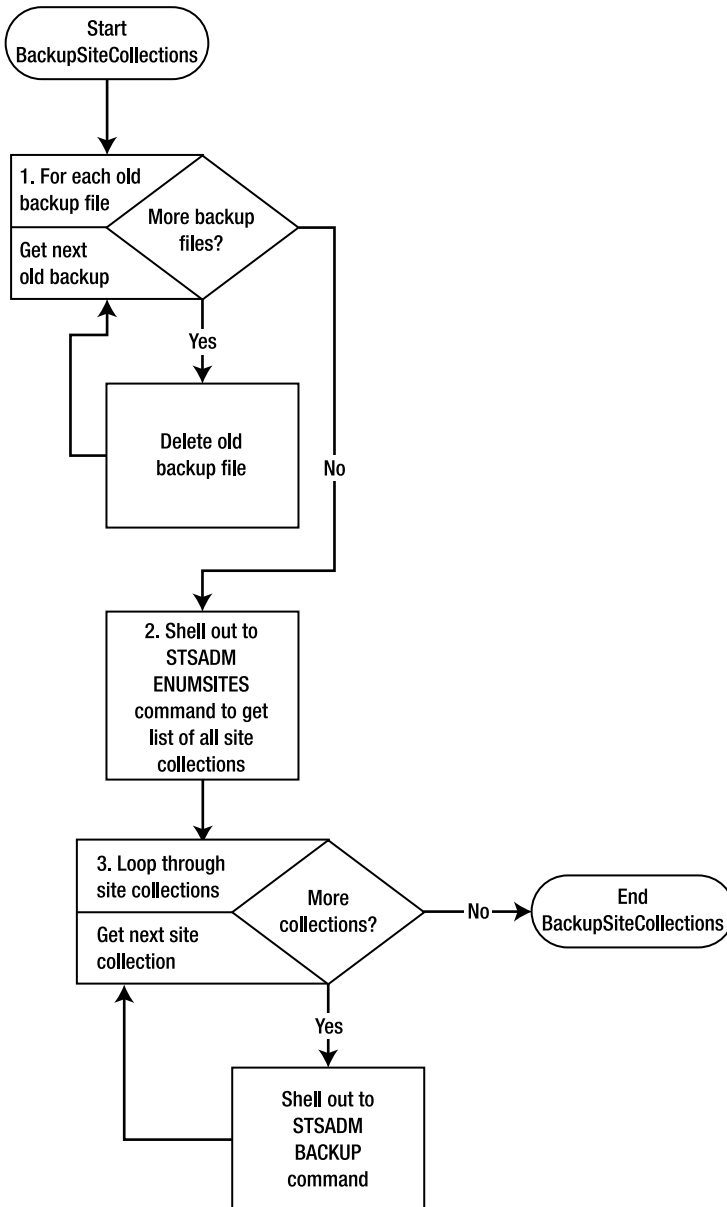 Start
BackupSiteCollections
1. For each old
backup file
More backup
files?
Get next
old backup
Yes
Delete old
backup file
No
2. Shell out to
STSADM
ENUMSITES
command to get
list of all site
collections
3. Loop through
site collections
More
collections?
No
End
BackupSiteCollections
Get next site
collection
Yes
Shell out to
STSADM
BACKUP
command